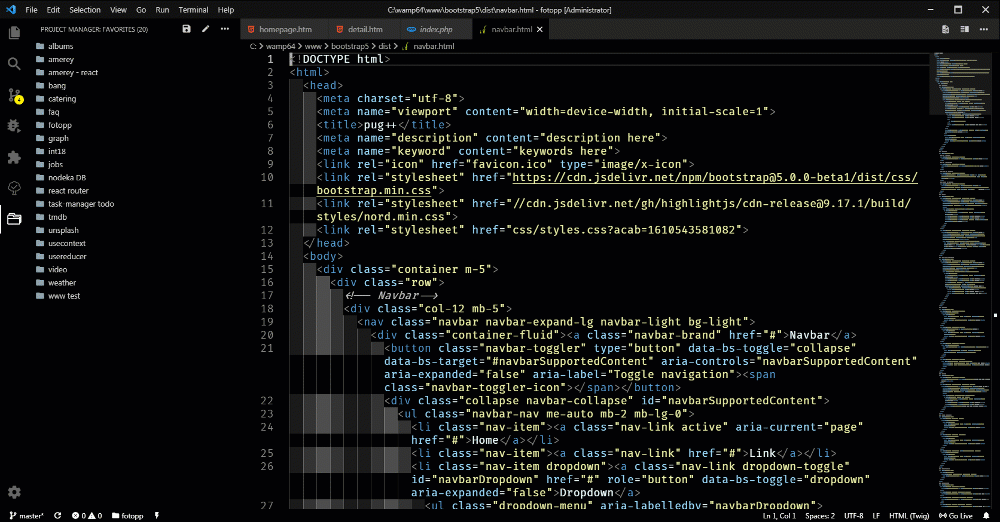 File Edit Selection View Go Run Terminal Help C:\wamp64\www\bootstrap5\dist\navbar.html - fotopp [Administrator]
PROJECT MANAGER: FAVORITES (20)
homepage.htm detail.htm index.php navbar.html
C: > wamp64 > www > bootstrap5 > dist > navbar.html
albums
amerey
amerey - react
bang
catering
faq
fotopp
graph
int18
jobs
nodeka DB
react router
task manager todo
tmdb
unsplash
usecontext
usereducer
video
weather
www test
4
1 <!DOCTYPE html>
2 <html>
3 <head>
4 <meta charset="utf-8">
5 <meta name="viewport" content="width=device-width, initial-scale=1">
6 <title>pug++</title>
7 <meta name="description" content="description here">
8 <meta name="keyword" content="keywords here">
9 <link rel="icon" href="favicon.ico" type="image/x-icon">
10 <link rel="stylesheet" href="https://cdn.jsdelivr.net/npm/bootstrap@5.0.0-beta1/dist/css/
bootstrap.min.css">
11 <link rel="stylesheet" href="//cdn.jsdelivr.net/gh/highlightjs/cdn-release@9.17.1/build/
styles/nord.min.css">
12 <link rel="stylesheet" href="css/styles.css?acab=1610543581082">
13 </head>
14 <body>
15 <div class="container m-5">
16 <div class="row">
17 <!-- Navbar-->
18 <div class="col-12 mb-5">
19 <nav class="navbar navbar-expand-lg navbar-light bg-light">
20 <div class="container-fluid"><a class="navbar-brand" href="#">Navbar</a>
21 <button class="navbar-toggler" type="button" data-bs-toggle="collapse"
data-bs-target="#navbarSupportedContent" aria-controls="navbarSupportedContent"
aria-expanded="false" aria-label="Toggle navigation"><span
class="navbar-toggler-icon"></span></button>
22 <div class="collapse navbar-collapse" id="navbarSupportedContent">
23 <ul class="navbar-nav me-auto mb-2 mb-lg-0">
24 <li class="nav-item"><a class="nav-link active" aria-current="page"
href="#">Home</a></li>
25 <li class="nav-item"><a class="nav-link" href="#">Link</a></li>
26 <li class="nav-item dropdown"><a class="nav-link dropdown-toggle"
id="navbarDropdown" href="#" role="button" data-bs-toggle="dropdown"
aria-expanded="false">Dropdown</a>
27 <ul class="dropdown-menu" aria-labelledby="navbarDropdown">
master* 0 0 fotopp Ln 1, Col 1 Spaces: 2 UTF-8 LF HTML (Twig) Go Live